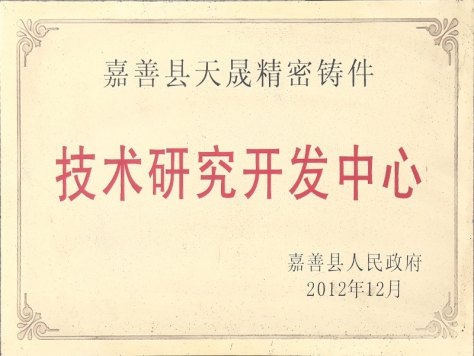 嘉善县天晟精密铸件
技术研究开发中心
嘉善县人民政府
2012年12月